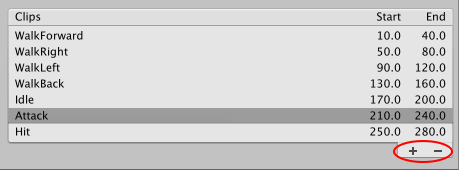 Clips Start End
WalkForward 10.0 40.0
WalkRight 50.0 80.0
WalkLeft 90.0 120.0
WalkBack 130.0 160.0
Idle 170.0 200.0
Attack 210.0 240.0
Hit 250.0 280.0
+ −